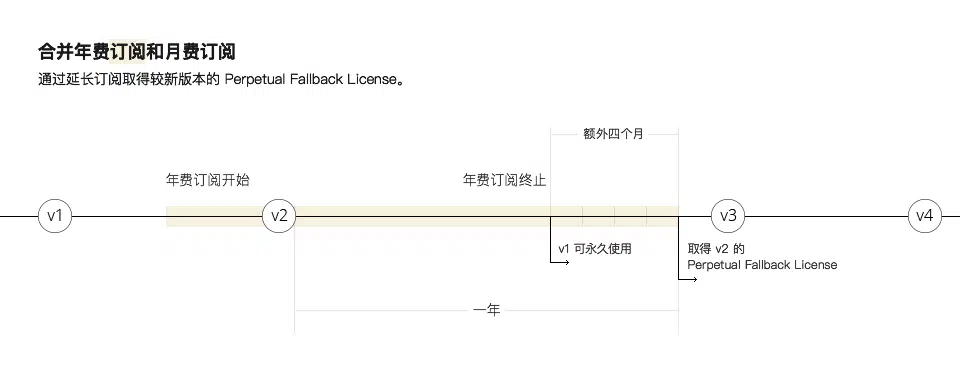 合并年费订阅和月费订阅
通过延长订阅取得较新版本的 Perpetual Fallback License。
额外四个月
年费订阅开始
年费订阅终止
v1
v2
v3
v4
v1 可永久使用
取得 v2 的
Perpetual Fallback License
一年